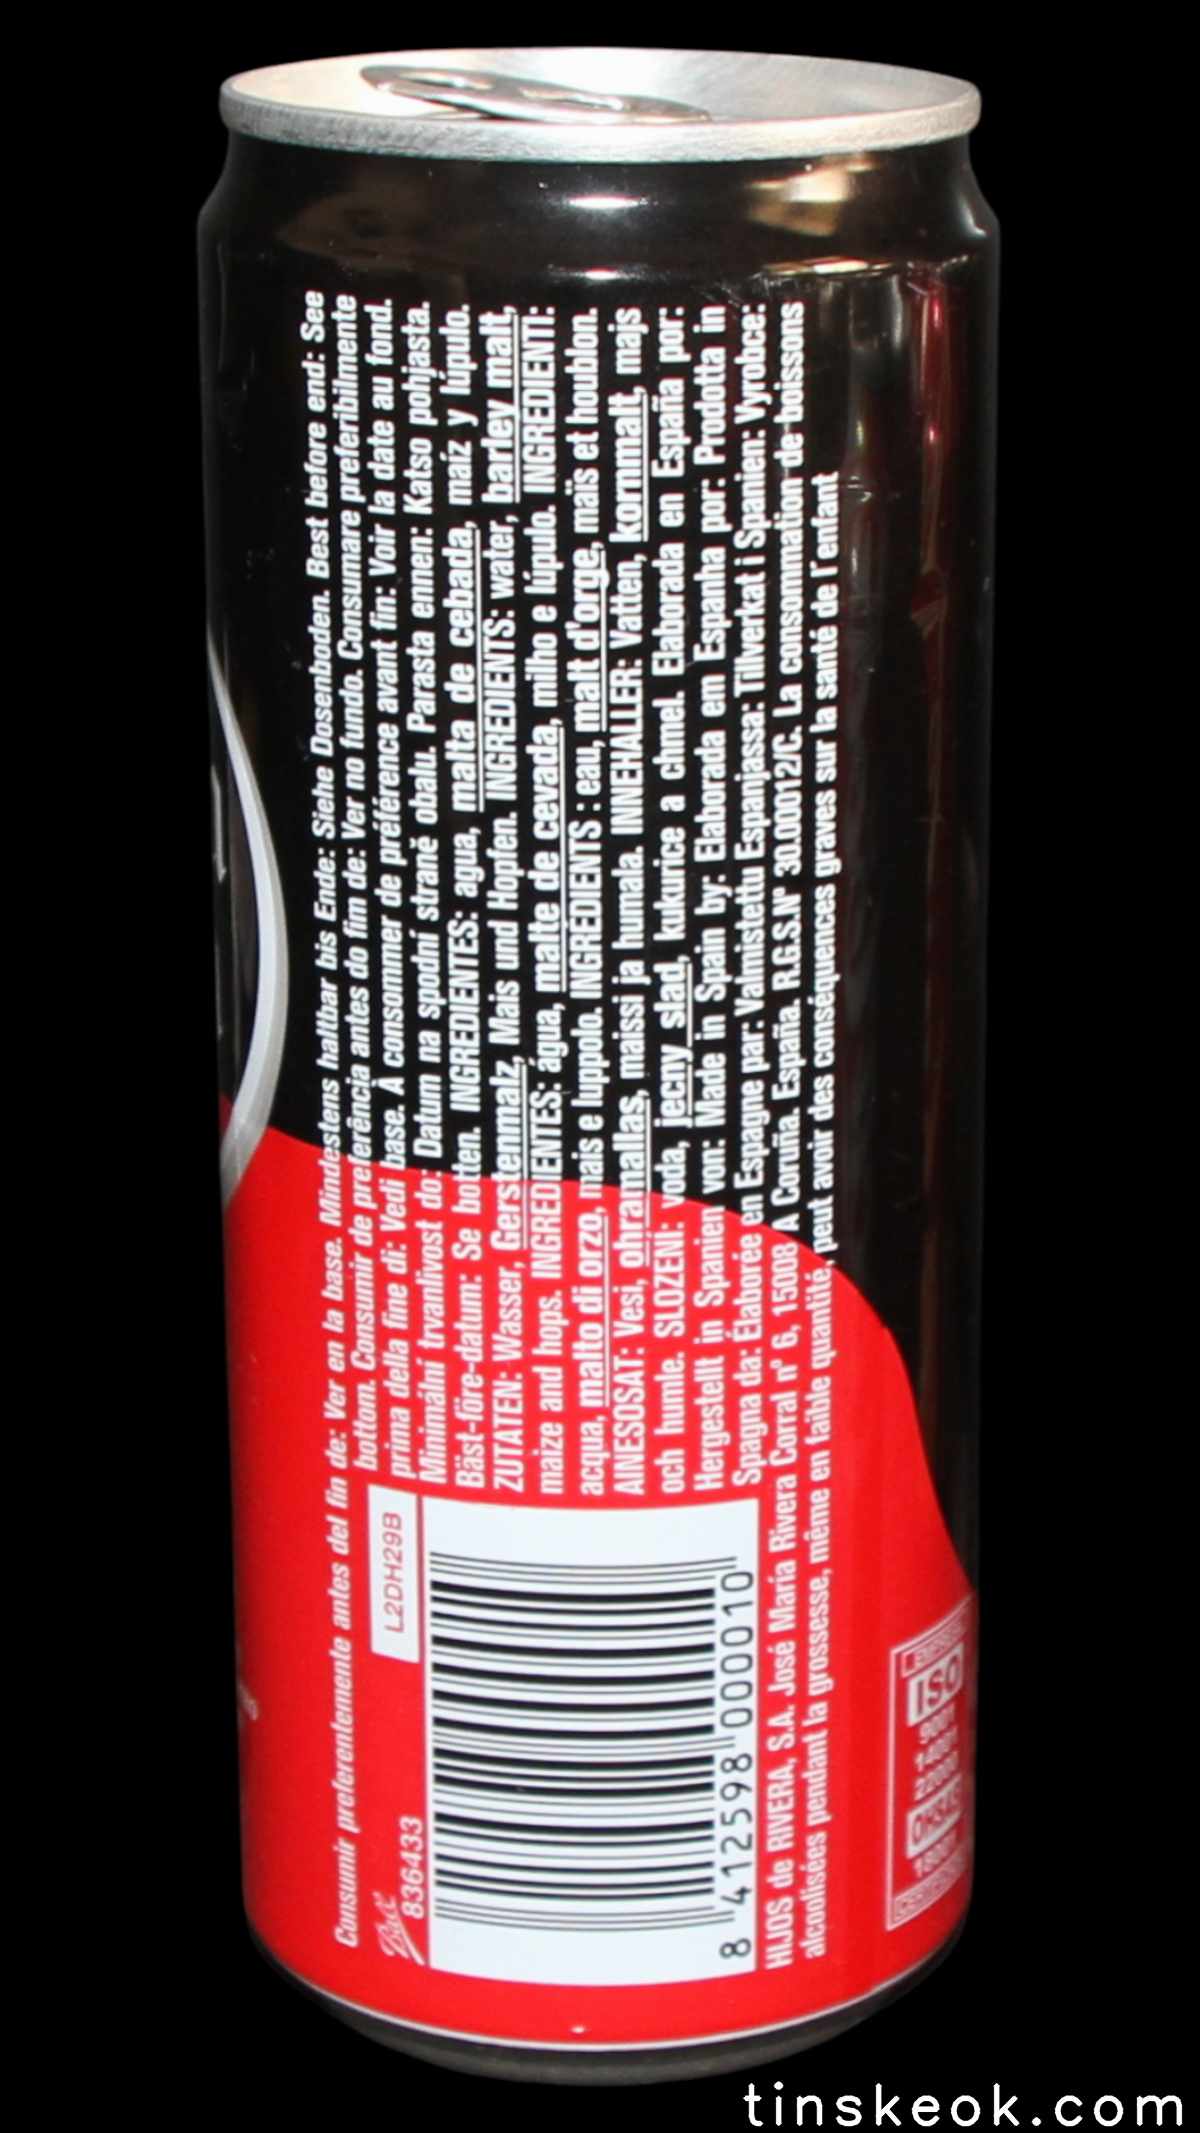 Consumir preferentemente antes del fin de: Ver en la base. Mindestens haltbar bis Ende: Siehe Dosenboden. Best before end: See
botton. Consumir de preferência antes do fim de: Ver no fundo. Consumare preferibilmente
prima della fine di: Vedi base. À consommer de préférence avant fin: Voir la date au fond.
Minimálni trvanlivost do: Datum na spodní straně obalu. Parasta ennen: Katso pohjasta.
Bäst-före-datum: Se botten. INGREDIENTES: agua, malta de cebada, maíz y lúpulo.
ZUTATEN: Wasser, Gerstenmalz, Mais und Hopfen. INGREDIENTS: water, barley malt,
maize and hops. INGREDIENTES: água, malte de cevada, milho e lúpulo. INGREDIENTI:
acqua, malto di orzo, mais e luppolo. INGREDIENTS : eau, malt d'orge, maïs et houblon.
AINESOSAT: Vesi, ohramallas, maissi ja humala. INNEHALLER: Vatten, kornmalt, majs
och humle. SLOZENI: voda, jecny slad, kukurice a chmel. Elaborada en España por:
Hergestellt in Spanien von: Made in Spain by: Elaborada em Espanha por: Prodotta in
Spagna da: Élaborée en Espagne par: Valmistettu Espanjassa: Tillverkat i Spanien: Vyrobce:
HIJOS de RIVERA, S.A. José María Rivera Corral nº 6, 15008 A Coruña. España. R.G.S.Nº 30.00012/C. La consommation de boissons
alcoolisées pendant la grossesse, même en faible quantité, peut avoir des conséquences graves sur la santé de l'enfant
L2DH29B
Ball
836433
8 412598 000010
ISO
9001
14001
22000
OHSAS
18001
tinskeok.com